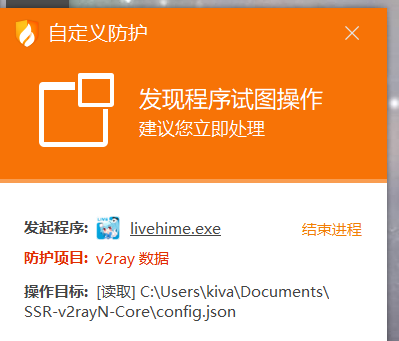 自定义防护
发现程序试图操作
建议您立即处理
发起程序: livehime.exe 结束进程
防护项目: v2ray 数据
操作目标: [读取] C:\Users\kiva\Documents\
SSR-v2rayN-Core\config.json